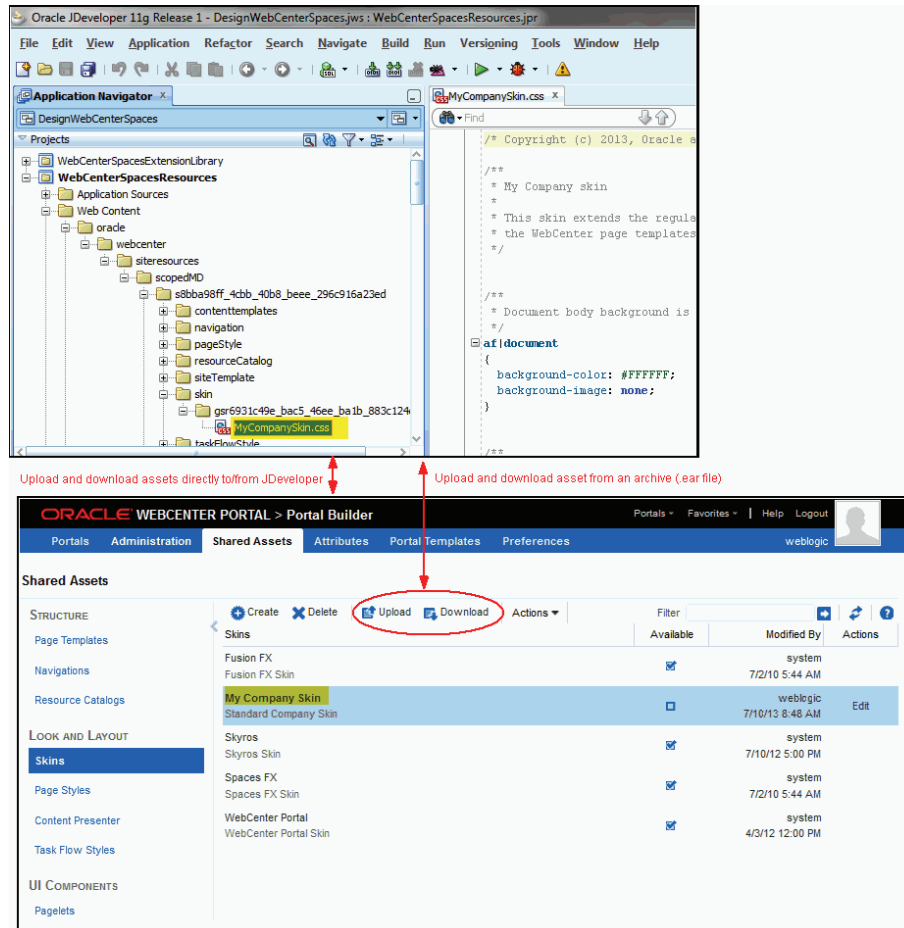 Oracle JDeveloper 11g Release 1 - DesignWebCenterSpaces.jws : WebCenterSpacesResources.jpr
File Edit View Application Refactor Search Navigate Build Run Versioning Tools Window Help
Application Navigator
DesignWebCenterSpaces
Projects
WebCenterSpacesExtensionLibrary
WebCenterSpacesResources
Application Sources
Web Content
oracle
webcenter
siteresources
scopedMD
s8bba98ff_4cbb_40b8_beee_296c916a23ed
contenttemplates
navigation
pageStyle
resourceCatalog
siteTemplate
skin
gsr6931c49e_bac5_46ee_ba1b_883c124
MyCompanySkin.css
taskFlowStyle
MyCompanySkin.css
Find
/* Copyright (c) 2013, Oracle a
/**
* My Company skin
*
* This skin extends the regula
* the WebCenter page templates
*/
/**
* Document body background is
*/
af|document
{
background-color: #FFFFFF;
background-image: none;
}
/**
Upload and download assets directly to/from JDeveloper
Upload and download asset from an archive (.ear file)
ORACLE WEBCENTER PORTAL > Portal Builder
Portals Favorites | Help Logout
Portals Administration Shared Assets Attributes Portal Templates Preferences weblogic
Shared Assets
STRUCTURE
Page Templates
Navigations
Resource Catalogs
LOOK AND LAYOUT
Skins
Page Styles
Content Presenter
Task Flow Styles
UI COMPONENTS
Pagelets
Create Delete Upload Download Actions Filter
Skins Available Modified By Actions
Fusion FX system
Fusion FX Skin 7/2/10 5:44 AM
My Company Skin weblogic
Standard Company Skin 7/10/13 8:48 AM Edit
Skyros system
Skyros Skin 7/10/12 5:00 PM
Spaces FX system
Spaces FX Skin 7/2/10 5:44 AM
WebCenter Portal system
WebCenter Portal Skin 4/3/12 12:00 PM